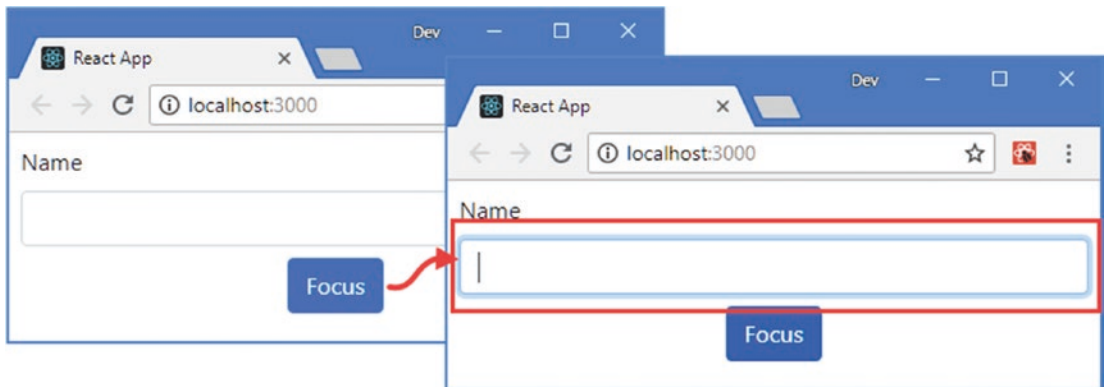 Dev
React App
localhost:3000
Name
Focus
Dev
React App
localhost:3000
Name
Focus